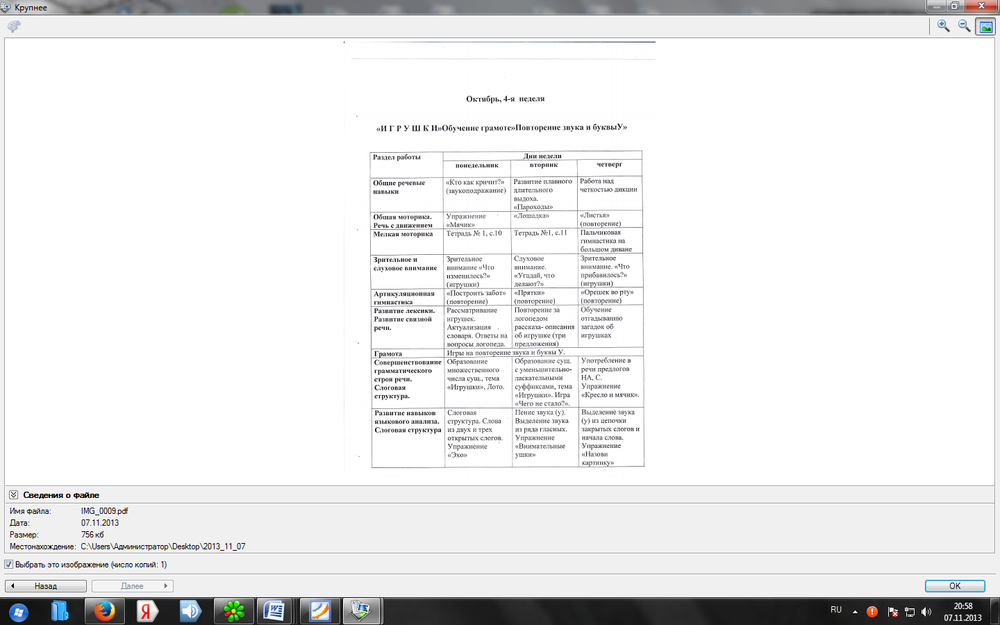 Крупнее
Октябрь, 4-я неделя
«И Г Р У Ш К И»Обучение грамоте»Повторение звука и буквыУ»
Раздел работы
Дни недели
понедельник
вторник
четверг
Общие речевые
навыки
«Кто как кричит?»
(звукоподражание)
Развитие плавного
длительного
выдоха.
«Пароходы»
Работа над
четкостью дикции
Общая моторика.
Речь с движением
Упражнение
«Мячик»
«Лошадка»
«Листья»
(повторение)
Мелкая моторика
Тетрадь № 1, с.10
Тетрадь №1, с.11
Пальчиковая
гимнастика на
большом диване
Зрительное и
слуховое внимание
Зрительное
внимание «Что
изменилось?»
(игрушки)
Слуховое
внимание.
«Угадай, что
делают?»
Зрительное
внимание. «Что
прибавилось?»
(игрушки)
Артикуляционная
гимнастика
«Построить забот»
(повторение)
«Прятки»
(повторение)
«Орешек во рту»
(повторение)
Развитие лексики.
Развитие связной
речи.
Рассматривание
игрушек.
Актуализация
словаря. Ответы на
вопросы логопеда.
Повторение за
логопедом
рассказа- описания
об игрушке (три
предложения)
Обучение
отгадыванию
загадок об
игрушках
Грамота
Игры на повторение звука и буквы У.
Совершенствование
грамматического
строя речи.
Слоговая
структура.
Образование
множественного
числа сущ., тема
«Игрушки», Лото.
Образование сущ.
с уменьшительно-
ласкательными
суффиксами, тема
«Игрушки». Игра
«Чего не стало?».
Употребление в
речи предлогов
НА, С.
Упражнение
«Кресло и мячик».
Развитие навыков
языкового анализа.
Слоговая структура
Слоговая
структура. Слова
из двух и трех
открытых слогов.
Упражнение
«Эхо»
Пение звука (у).
Выделение звука
из ряда гласных.
Упражнение
«Внимательные
ушки»
Выделение звука
(у) из цепочки
закрытых слогов и
начала слова.
Упражнение
«Назови
картинку»
Сведения о файле
Имя файла: IMG_0009.pdf
Дата: 07.11.2013
Размер: 756 кб
Местонахождение: C:\Users\Администратор\Desktop\2013_11_07
Выбрать это изображение (число копий: 1)
Назад
Далее
OK
Я
W
RU
20:58
07.11.2013